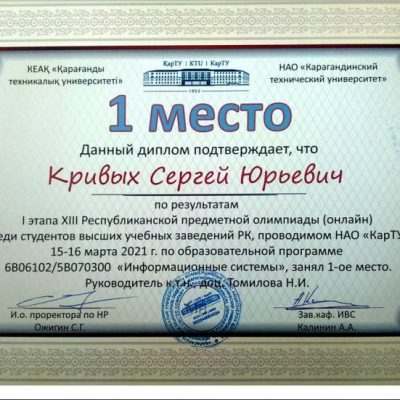 КЕАҚ «Қарағанды
техникалық университеті»
ҚарТУ | KTU | КарТУ
1953
НАО «Карагандинский
технический университет»
1 место
Данный диплом подтверждает, что
Кривых Сергей Юрьевич
по результатам
I этапа XIII Республиканской предметной олимпиады (онлайн)
еди студентов высших учебных заведений РК, проводимом НАО «КарТУ
15-16 марта 2021 г. по образовательной программе
6В06102/5В070300 «Информационные системы», занял 1-ое место.
Руководитель к.т.н., доц. Томилова Н.И.
И.о. проректора по НР
Ожигин С.Г.
Зав.каф. ИВС
Калинин А.А.